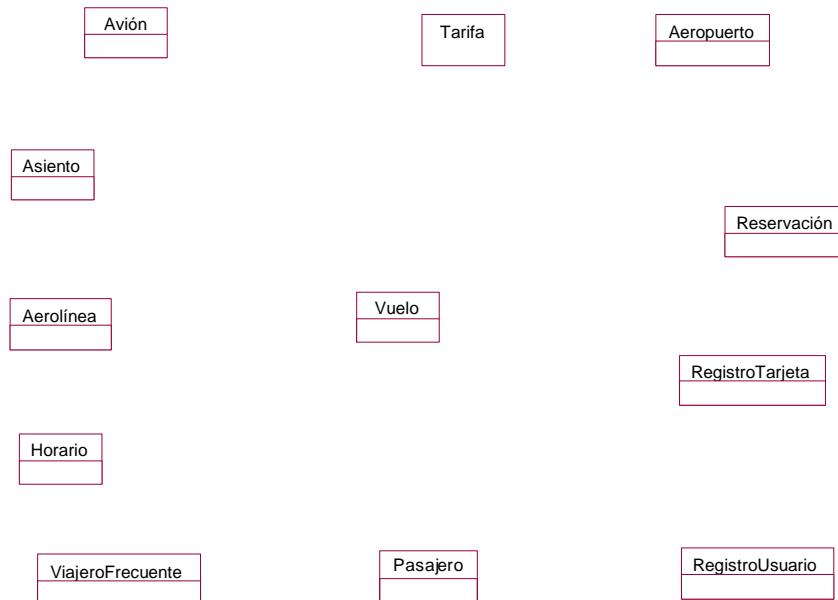 Avión
Tarifa
Aeropuerto
Asiento
Reservación
Aerolínea
Vuelo
RegistroTarjeta
Horario
ViajeroFrecuente
Pasajero
RegistroUsuario